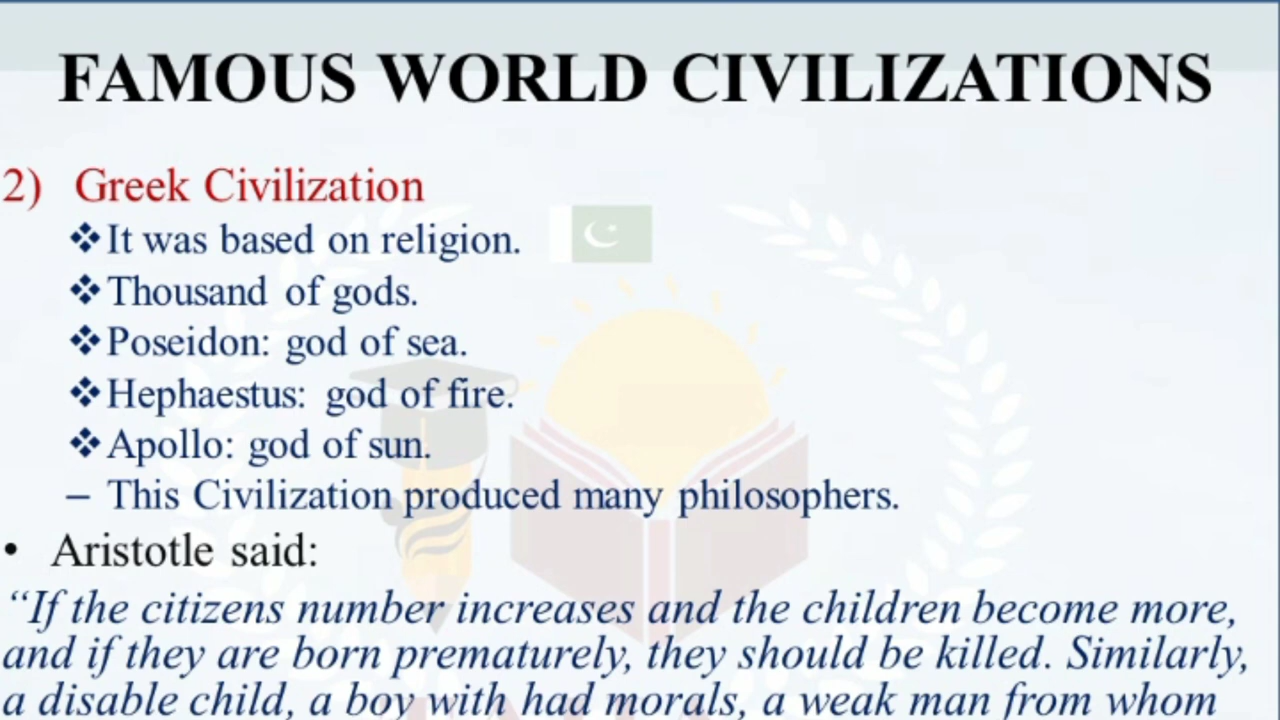 FAMOUS WORLD CIVILIZATIONS
2) Greek Civilization
❖It was based on religion.
❖Thousand of gods.
❖Poseidon: god of sea.
❖Hephaestus: god of fire.
❖Apollo: god of sun.
– This Civilization produced many philosophers.
• Aristotle said:
“If the citizens number increases and the children become more,
and if they are born prematurely, they should be killed. Similarly,
a disable child, a boy with had morals, a weak man from whom